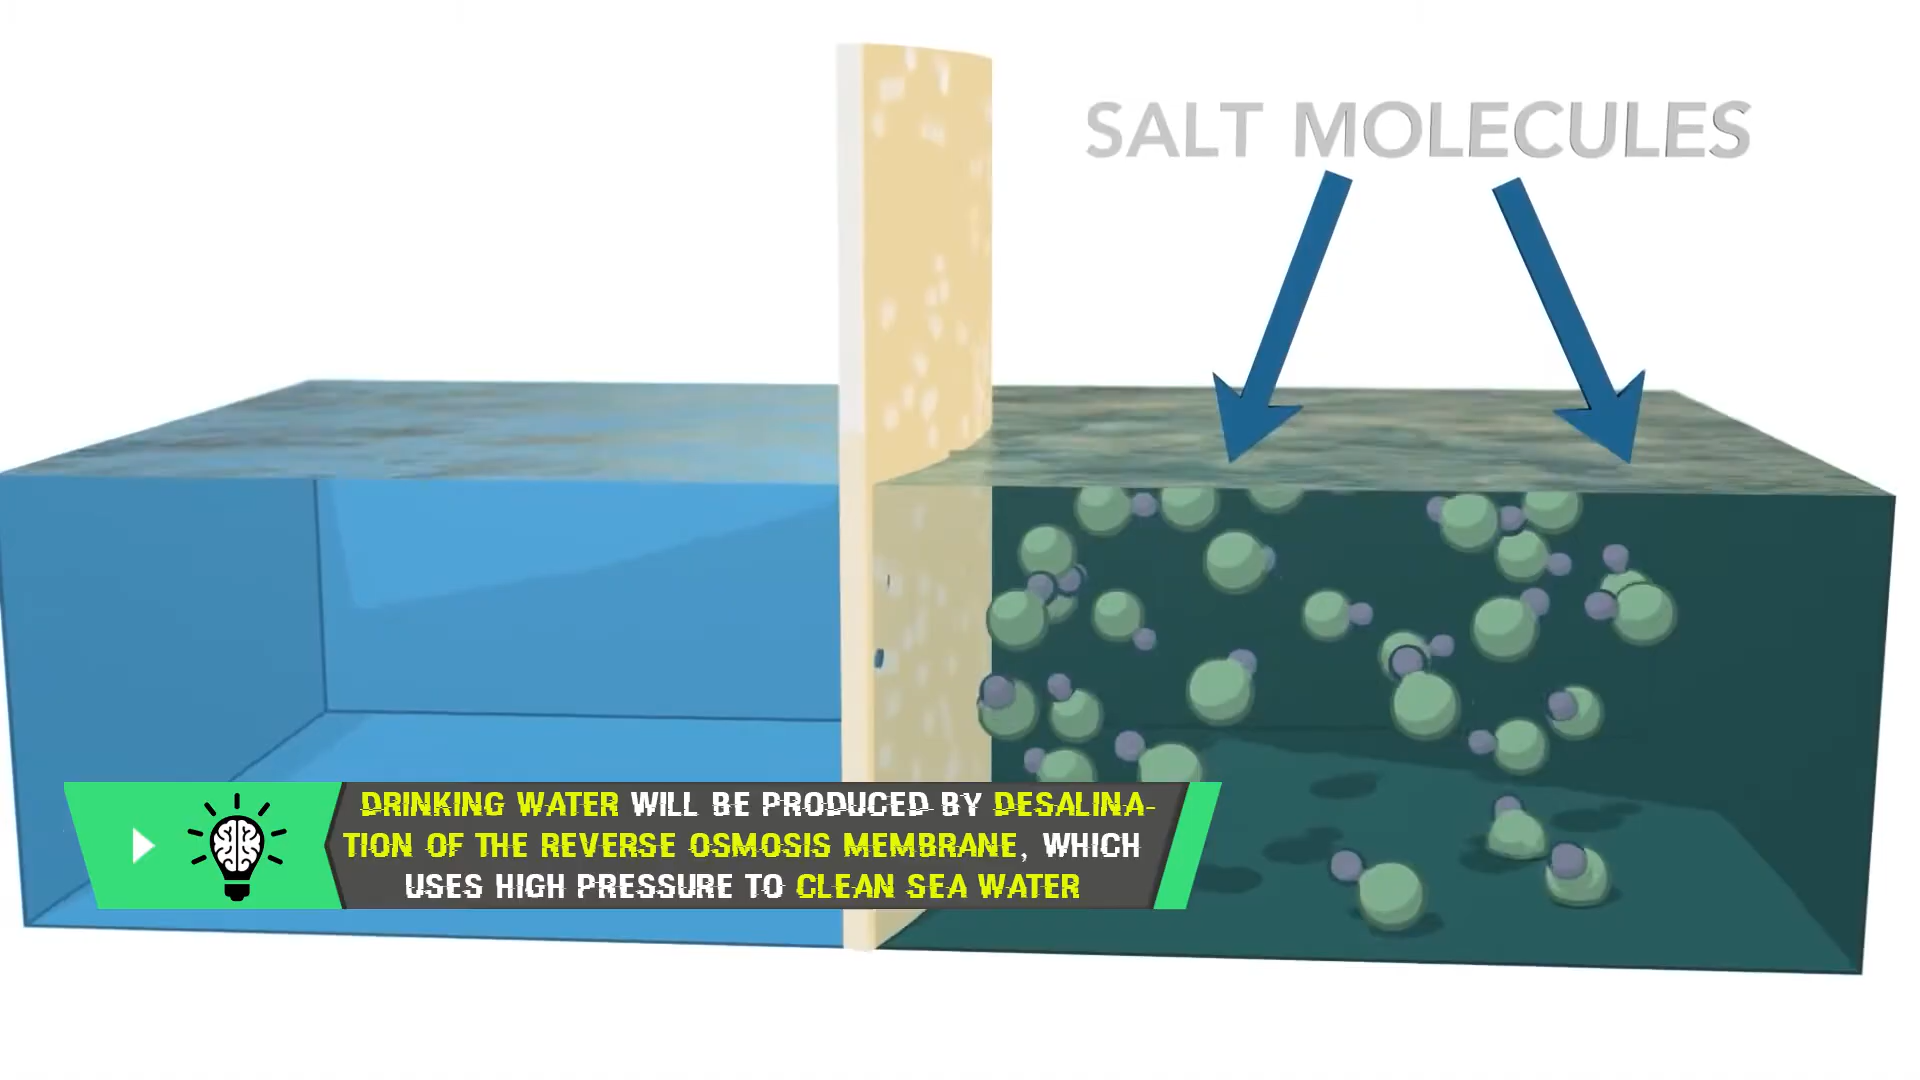 SALT MOLECULES
DRINKING WATER WILL BE PRODUCED BY DESALINA-
TION OF THE REVERSE OSMOSIS MEMBRANE, WHICH
USES HIGH PRESSURE TO CLEAN SEA WATER